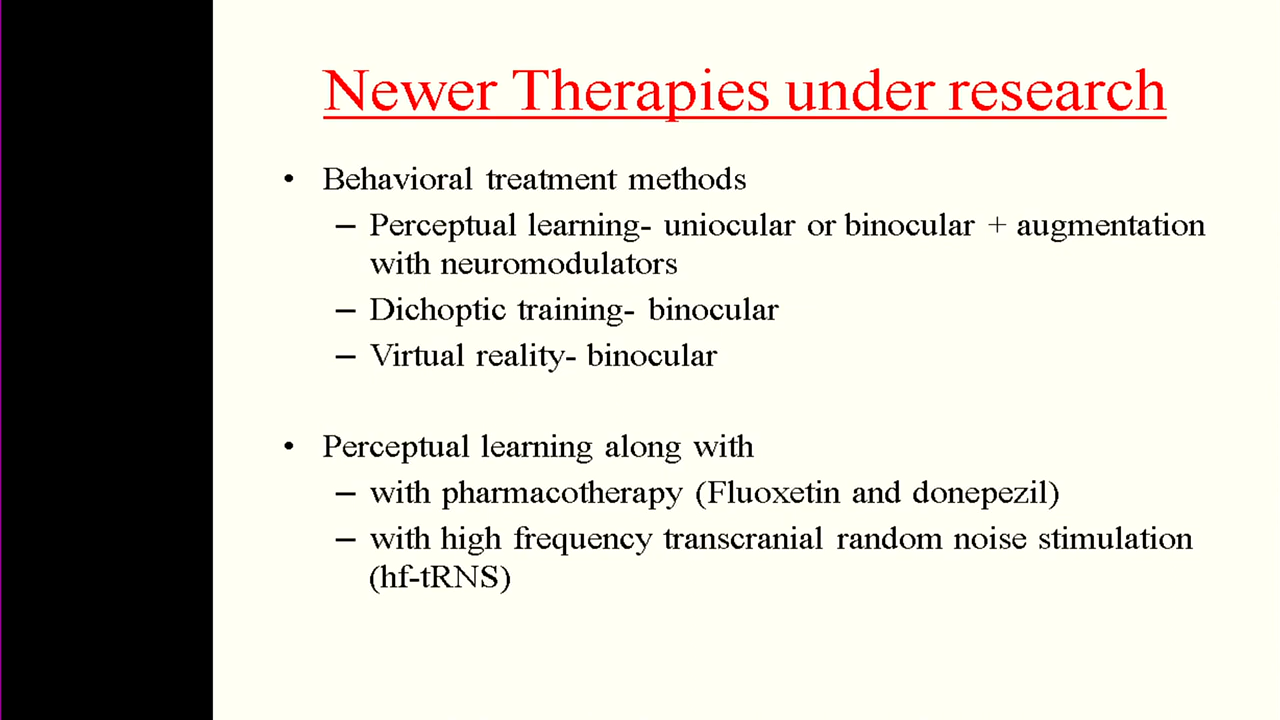 Newer Therapies under research
• Behavioral treatment methods
– Perceptual learning- uniocular or binocular + augmentation
with neuromodulators
– Dichoptic training- binocular
– Virtual reality- binocular
• Perceptual learning along with
– with pharmacotherapy (Fluoxetin and donepezil)
– with high frequency transcranial random noise stimulation
(hf-tRNS)